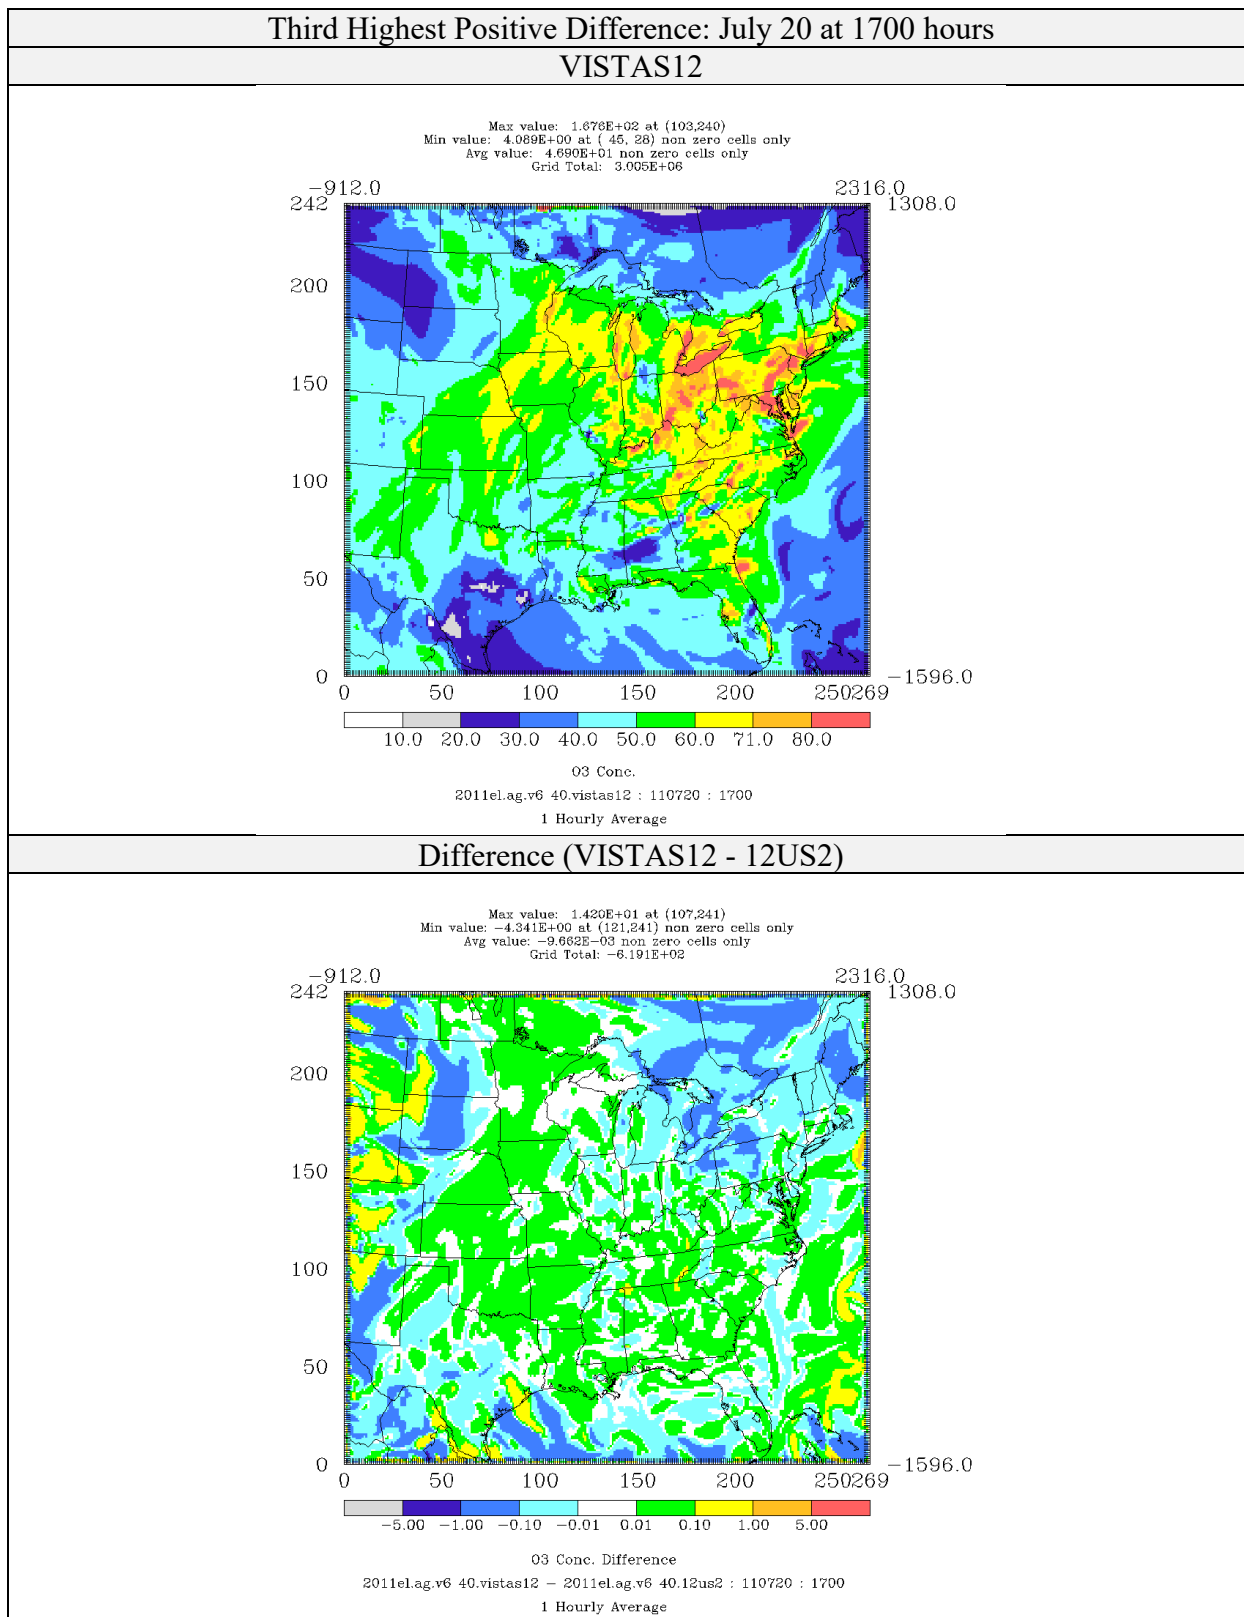 Third Highest Positive Difference: July 20 at 1700 hours
VISTAS12
Max value: 1.676E+02 at (103,240)
Min value: 4.089E+00 at ( 45, 28) non zero cells only
Avg value: 4.690E+01 non zero cells only
Grid Total: 3.005E+06
-912.0 2316.0
242 1308.0
200
150
100
50
0 -1596.0
0 50 100 150 200 250269
10.0 20.0 30.0 40.0 50.0 60.0 71.0 80.0
O3 Conc.
2011el.ag.v6 40.vistas12 : 110720 : 1700
1 Hourly Average
Difference (VISTAS12 - 12US2)
Max value: 1.420E+01 at (107,241)
Min value: -4.341E+00 at (121,241) non zero cells only
Avg value: -9.662E-03 non zero cells only
Grid Total: -6.191E+02
-912.0 2316.0
242 1308.0
200
150
100
50
0 -1596.0
0 50 100 150 200 250269
-5.00 -1.00 -0.10 -0.01 0.01 0.10 1.00 5.00
O3 Conc. Difference
2011el.ag.v6 40.vistas12 - 2011el.ag.v6 40.12us2 : 110720 : 1700
1 Hourly Average